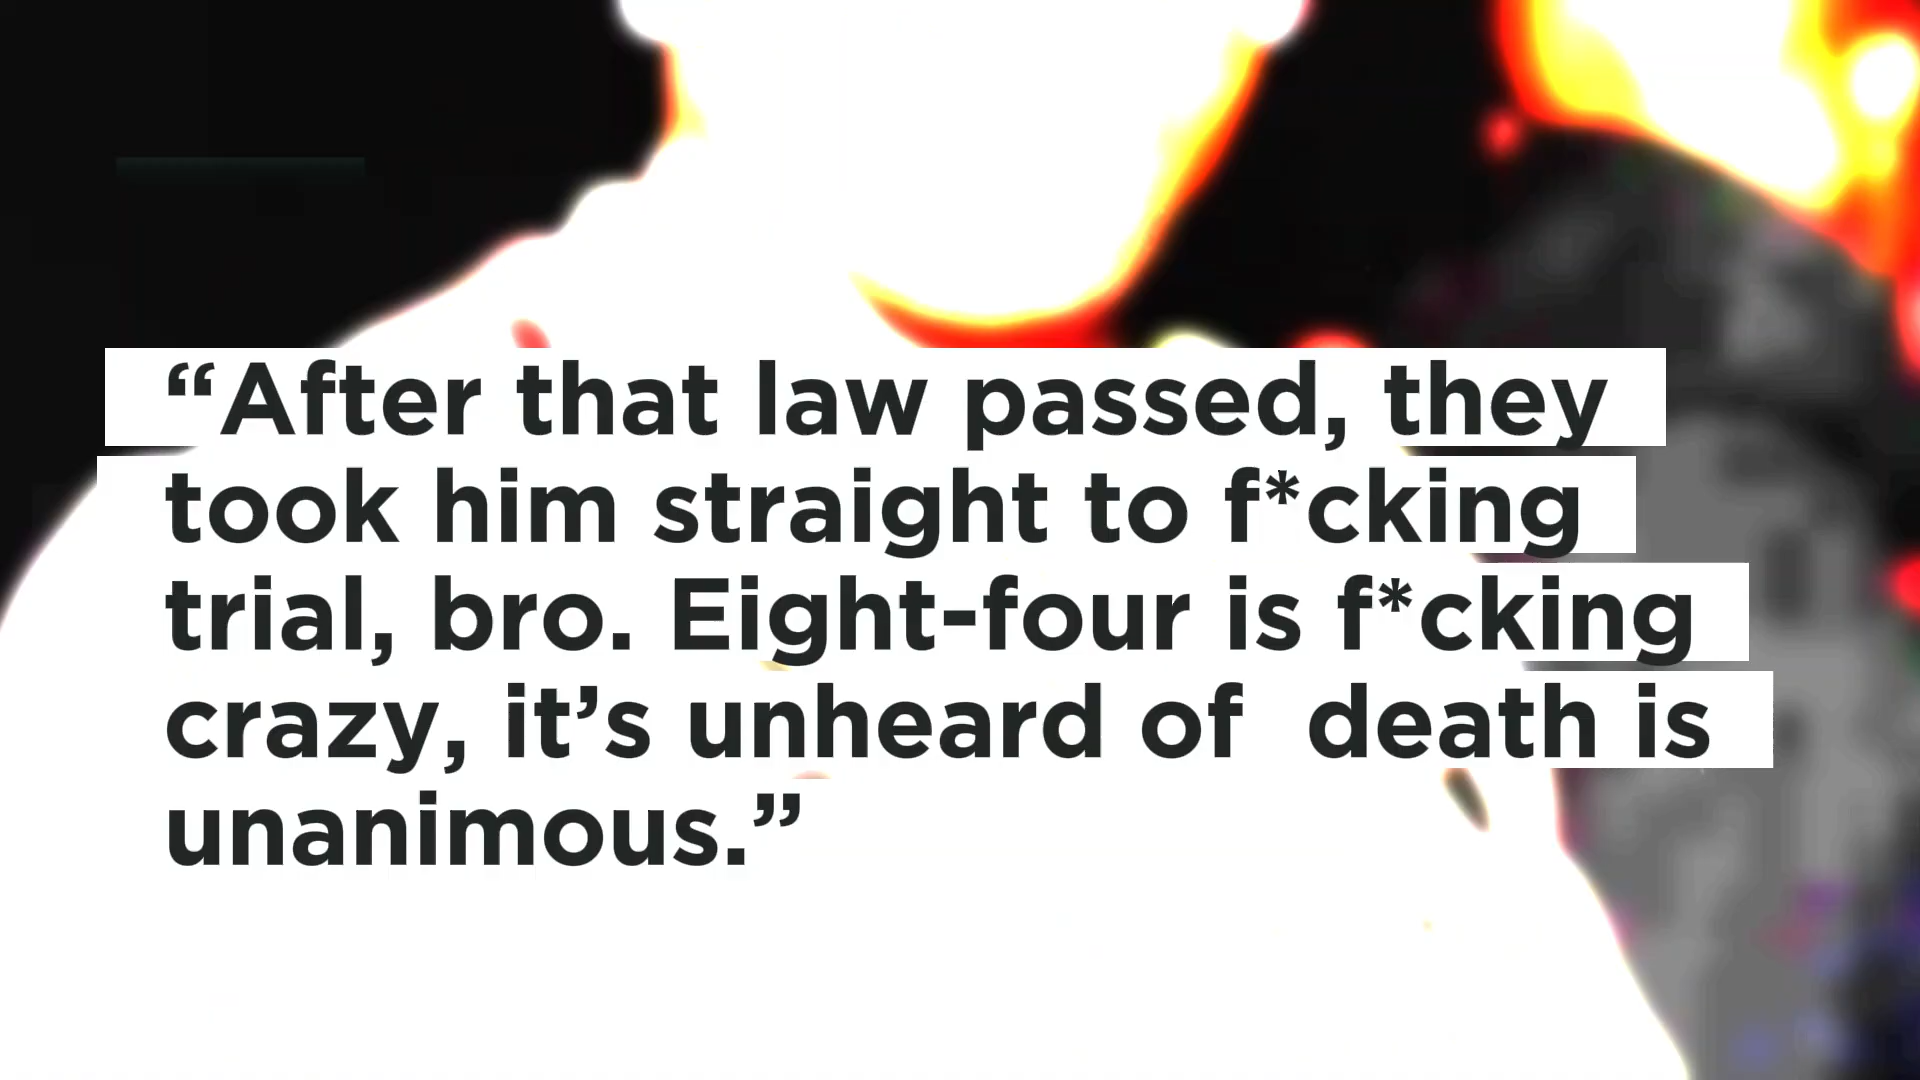 “After that law passed, they
took him straight to f*cking
trial, bro. Eight-four is f*cking
crazy, it’s unheard of  death is
unanimous.”